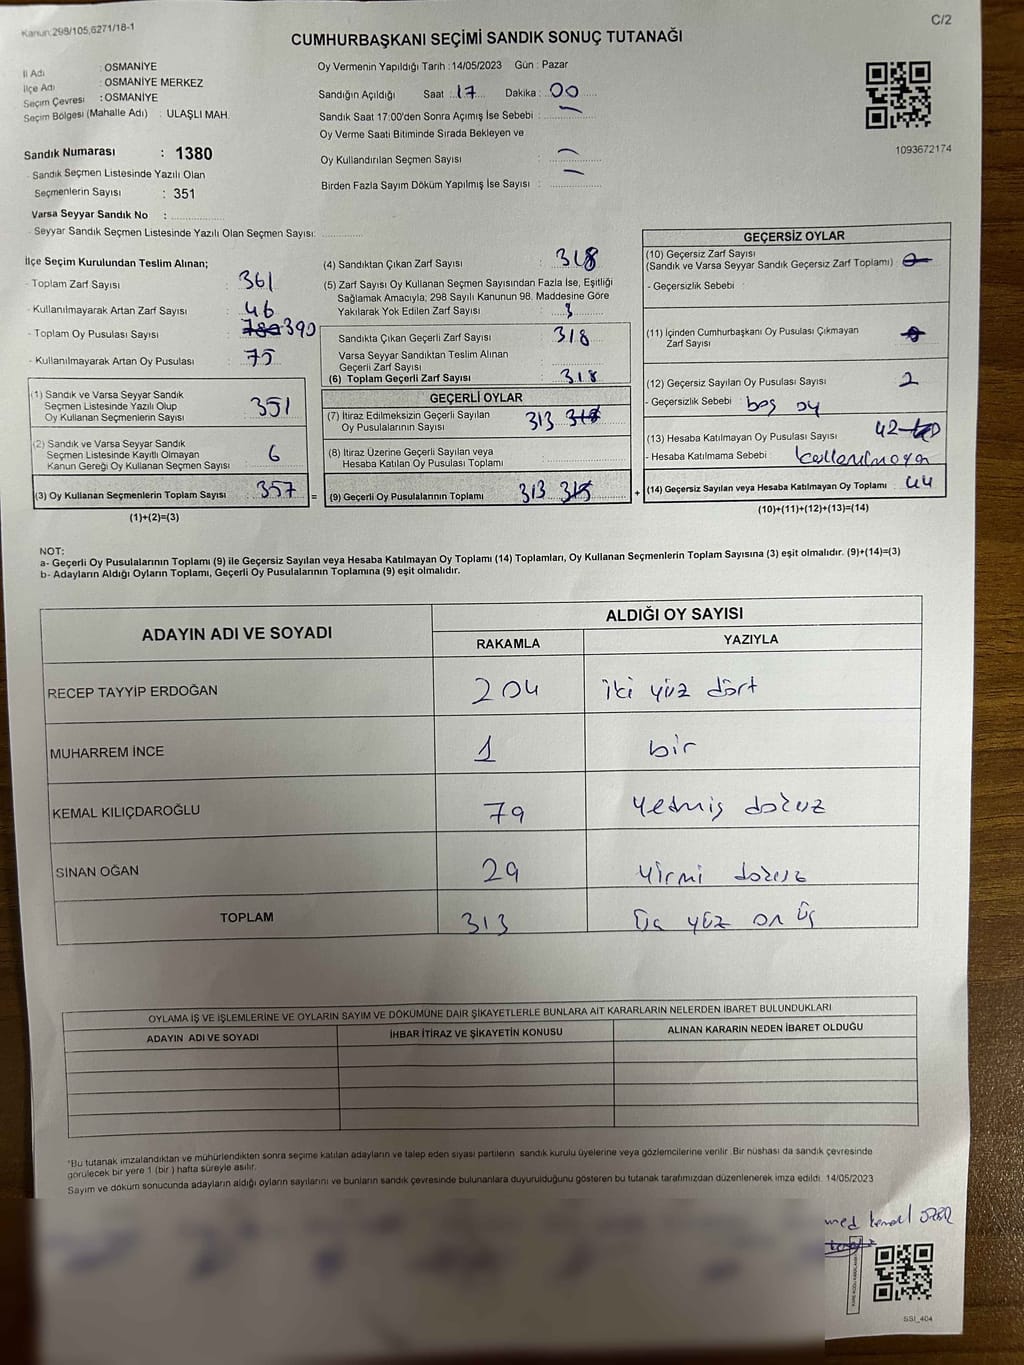 Kanun 298/105,6271/18-1
C/2
CUMHURBAŞKANI SEÇİMİ SANDIK SONUÇ TUTANAĞI
İl Adı : OSMANİYE
İlçe Adı : OSMANİYE MERKEZ
Seçim Çevresi : OSMANİYE
Seçim Bölgesi (Mahalle Adı) : ULAŞLI MAH.
Oy Vermenin Yapıldığı Tarih : 14/05/2023 Gün : Pazar
Sandığın Açıldığı Saat : 17 Dakika : 00
Sandık Saat 17:00'den Sonra Açımış İse Sebebi : —
Oy Verme Saati Bitiminde Sırada Bekleyen ve
Oy Kullandırılan Seçmen Sayısı : —
Birden Fazla Sayım Döküm Yapılmış İse Sayısı : —
1093672174
Sandık Numarası : 1380
- Sandık Seçmen Listesinde Yazılı Olan
Seçmenlerin Sayısı : 351
Varsa Seyyar Sandık No :
- Seyyar Sandık Seçmen Listesinde Yazılı Olan Seçmen Sayısı:
İlçe Seçim Kurulundan Teslim Alınan;
- Toplam Zarf Sayısı : 361
- Kullanılmayarak Artan Zarf Sayısı : 46
- Toplam Oy Pusulası Sayısı : 390
- Kullanılmayarak Artan Oy Pusulası : 75
(1) Sandık ve Varsa Seyyar Sandık
Seçmen Listesinde Yazılı Olup
Oy Kullanan Seçmenlerin Sayısı : 351
(2) Sandık ve Varsa Seyyar Sandık
Seçmen Listesinde Kayıtlı Olmayan
Kanun Gereği Oy Kullanan Seçmen Sayısı : 6
(3) Oy Kullanan Seçmenlerin Toplam Sayısı : 357 =
(1)+(2)=(3)
(4) Sandıktan Çıkan Zarf Sayısı : 318
(5) Zarf Sayısı Oy Kullanan Seçmen Sayısından Fazla İse, Eşitliği
Sağlamak Amacıyla; 298 Sayılı Kanunun 98. Maddesine Göre
Yakılarak Yok Edilen Zarf Sayısı :
Sandıkta Çıkan Geçerli Zarf Sayısı : 318
Varsa Seyyar Sandıktan Teslim Alınan
Geçerli Zarf Sayısı :
(6) Toplam Geçerli Zarf Sayısı : 318
GEÇERLİ OYLAR
(7) İtiraz Edilmeksizin Geçerli Sayılan
Oy Pusulalarının Sayısı : 313
(8) İtiraz Üzerine Geçerli Sayılan veya
Hesaba Katılan Oy Pusulası Toplamı :
(9) Geçerli Oy Pusulalarının Toplamı : 313 315 +
GEÇERSİZ OYLAR
(10) Geçersiz Zarf Sayısı
(Sandık ve Varsa Seyyar Sandık Geçersiz Zarf Toplamı) :
- Geçersizlik Sebebi :
(11) İçinden Cumhurbaşkanı Oy Pusulası Çıkmayan
Zarf Sayısı :
(12) Geçersiz Sayılan Oy Pusulası Sayısı : 2
- Geçersizlik Sebebi : boş oy
(13) Hesaba Katılmayan Oy Pusulası Sayısı : 42
- Hesaba Katılmama Sebebi : kullanılmaya
(14) Geçersiz Sayılan veya Hesaba Katılmayan Oy Toplamı : 44
(10)+(11)+(12)+(13)=(14)
NOT:
a- Geçerli Oy Pusulalarının Toplamı (9) ile Geçersiz Sayılan veya Hesaba Katılmayan Oy Toplamı (14) Toplamları, Oy Kullanan Seçmenlerin Toplam Sayısına (3) eşit olmalıdır. (9)+(14)=(3)
b- Adayların Aldığı Oyların Toplamı, Geçerli Oy Pusulalarının Toplamına (9) eşit olmalıdır.
ADAYIN ADI VE SOYADI
ALDIĞI OY SAYISI
RAKAMLA YAZIYLA
RECEP TAYYİP ERDOĞAN 204 iki yüz dört
MUHARREM İNCE 1 bir
KEMAL KILIÇDAROĞLU 79 Yetmiş dokuz
SİNAN OĞAN 29 Yirmi dokuz
TOPLAM 313 Üç yüz on üç
OYLAMA İŞ VE İŞLEMLERİNE VE OYLARIN SAYIM VE DÖKÜMÜNE DAİR ŞİKAYETLERLE BUNLARA AİT KARARLARIN NELERDEN İBARET BULUNDUKLARI
ADAYIN ADI VE SOYADI İHBAR İTİRAZ VE ŞİKAYETİN KONUSU ALINAN KARARIN NEDEN İBARET OLDUĞU
*Bu tutanak imzalandıktan ve mühürlendikten sonra seçime katılan adayların ve talep eden siyasi partilerin sandık kurulu üyelerine veya gözlemcilerine verilir. Bir nüshası da sandık çevresinde
görülecek bir yere 1 (bir) hafta süreyle asılır.
Sayım ve döküm sonucunda adayların aldığı oyların sayılarını ve bunların sandık çevresinde bulunanlara duyurulduğunu gösteren bu tutanak tarafımızdan düzenlenerek imza edildi. 14/05/2023
SSI_404